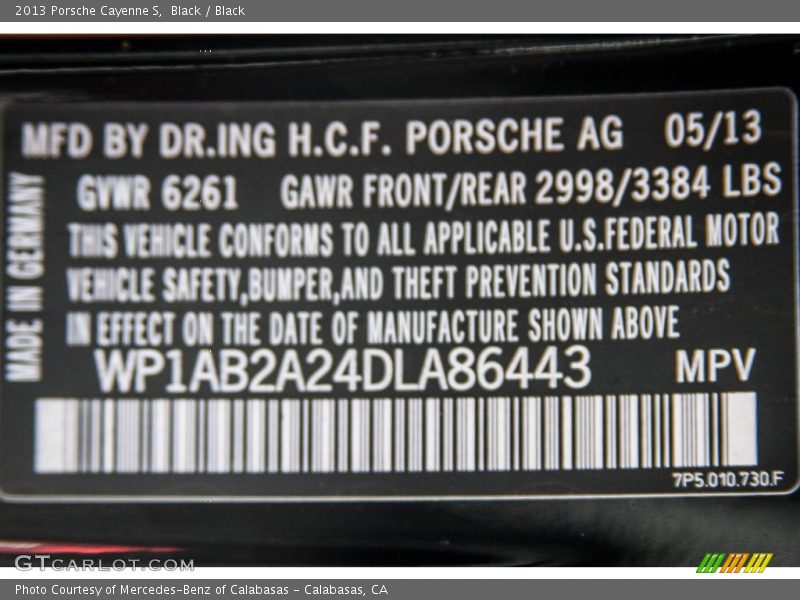 2013 Porsche Cayenne S,  Black / Black
MFD BY DR.ING H.C.F. PORSCHE AG 05/13
GVWR 6261 GAWR FRONT/REAR 2998/3384 LBS
THIS VEHICLE CONFORMS TO ALL APPLICABLE U.S.FEDERAL MOTOR
VEHICLE SAFETY,BUMPER,AND THEFT PREVENTION STANDARDS
IN EFFECT ON THE DATE OF MANUFACTURE SHOWN ABOVE
MADE IN GERMANY
WP1AB2A24DLA86443 MPV
7P5.010.730.F
GTCARLOT.COM
Photo Courtesy of Mercedes-Benz of Calabasas - Calabasas, CA